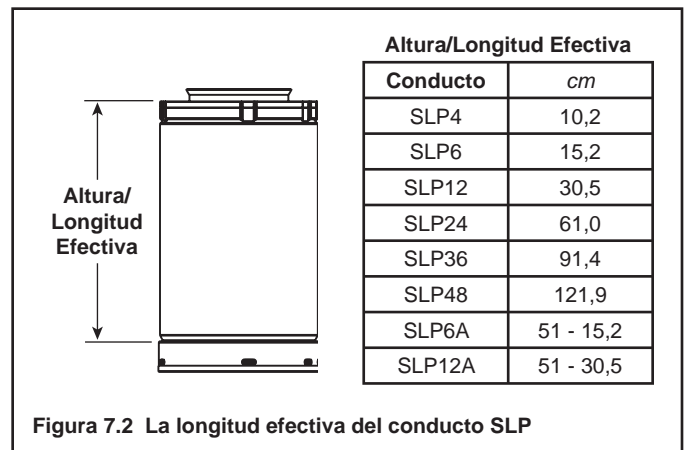 Altura/Longitud Efectiva
Conducto cm
SLP4 10,2
SLP6 15,2
SLP12 30,5
SLP24 61,0
SLP36 91,4
SLP48 121,9
SLP6A 51 - 15,2
SLP12A 51 - 30,5
Altura/
Longitud
Efectiva
Figura 7.2 La longitud efectiva del conducto SLP